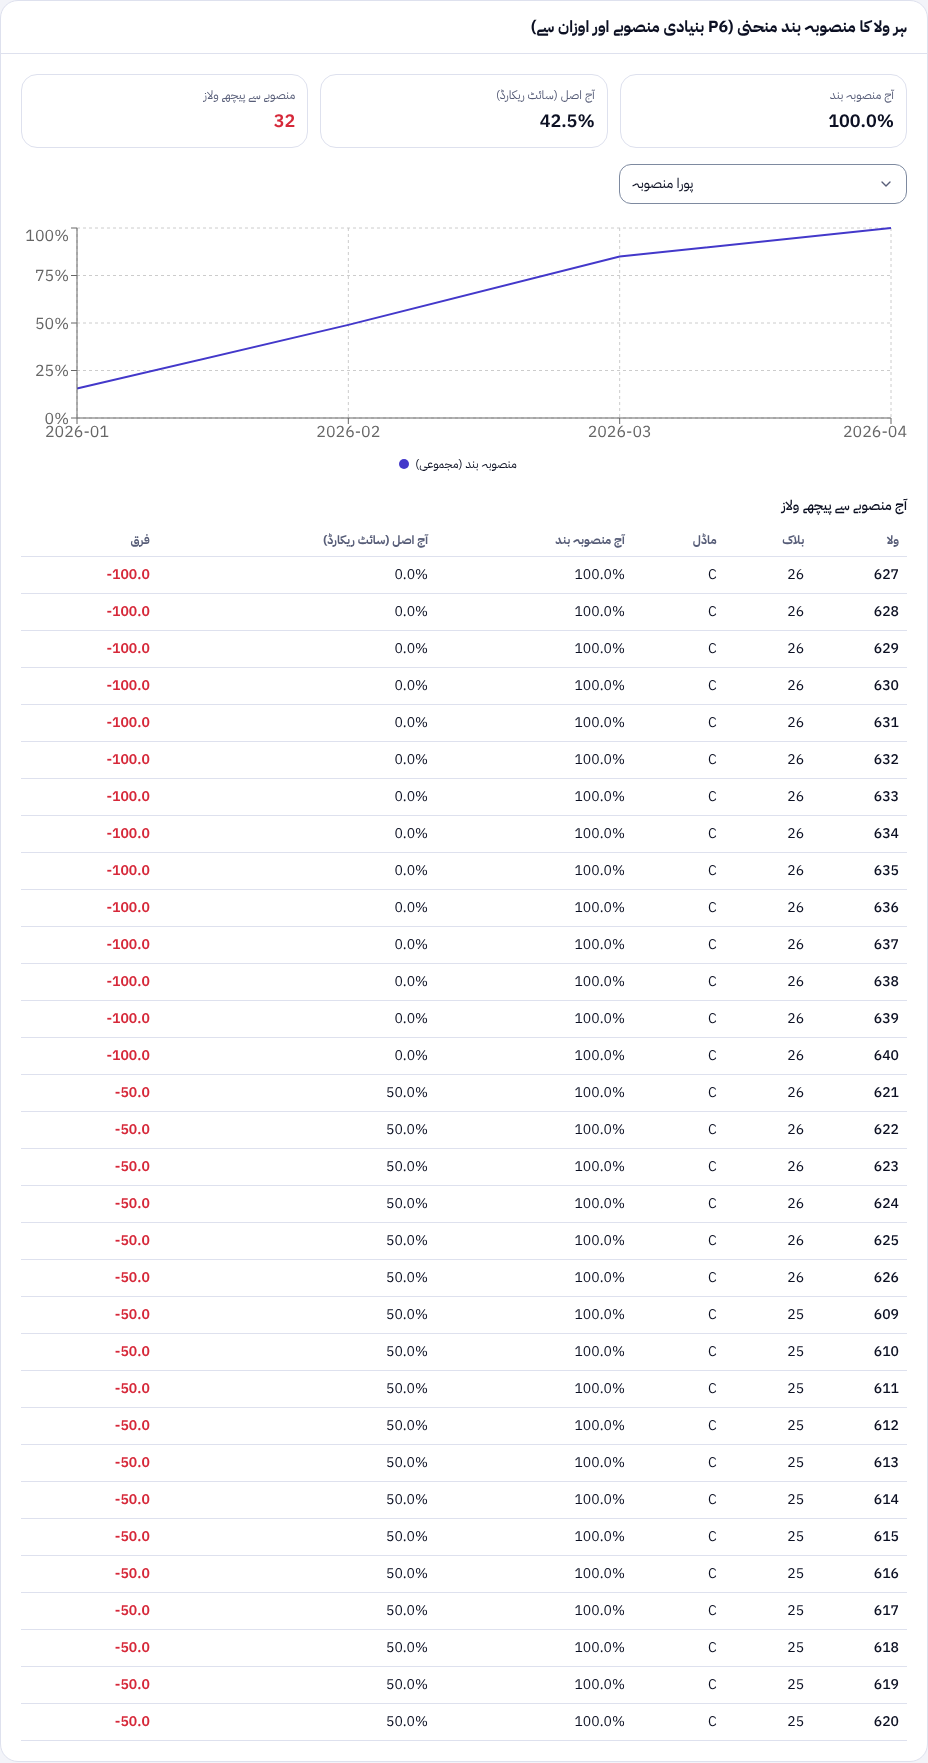 ہر ولا کا منصوبہ بند منحنی (P6 بنیادی منصوبے اور اوزان سے)
آج منصوبہ بند
100.0%
آج اصل (سائٹ ریکارڈ)
42.5%
منصوبے سے پیچھے ولاز
32
پورا منصوبہ
100%
75%
50%
25%
0%
2026-01 2026-02 2026-03 2026-04
منصوبہ بند (مجموعی)
آج منصوبے سے پیچھے ولاز
ولا بلاک ماڈل آج منصوبہ بند آج اصل (سائٹ ریکارڈ) فرق
627 26 C 100.0% 0.0% -100.0
628 26 C 100.0% 0.0% -100.0
629 26 C 100.0% 0.0% -100.0
630 26 C 100.0% 0.0% -100.0
631 26 C 100.0% 0.0% -100.0
632 26 C 100.0% 0.0% -100.0
633 26 C 100.0% 0.0% -100.0
634 26 C 100.0% 0.0% -100.0
635 26 C 100.0% 0.0% -100.0
636 26 C 100.0% 0.0% -100.0
637 26 C 100.0% 0.0% -100.0
638 26 C 100.0% 0.0% -100.0
639 26 C 100.0% 0.0% -100.0
640 26 C 100.0% 0.0% -100.0
621 26 C 100.0% 50.0% -50.0
622 26 C 100.0% 50.0% -50.0
623 26 C 100.0% 50.0% -50.0
624 26 C 100.0% 50.0% -50.0
625 26 C 100.0% 50.0% -50.0
626 26 C 100.0% 50.0% -50.0
609 25 C 100.0% 50.0% -50.0
610 25 C 100.0% 50.0% -50.0
611 25 C 100.0% 50.0% -50.0
612 25 C 100.0% 50.0% -50.0
613 25 C 100.0% 50.0% -50.0
614 25 C 100.0% 50.0% -50.0
615 25 C 100.0% 50.0% -50.0
616 25 C 100.0% 50.0% -50.0
617 25 C 100.0% 50.0% -50.0
618 25 C 100.0% 50.0% -50.0
619 25 C 100.0% 50.0% -50.0
620 25 C 100.0% 50.0% -50.0